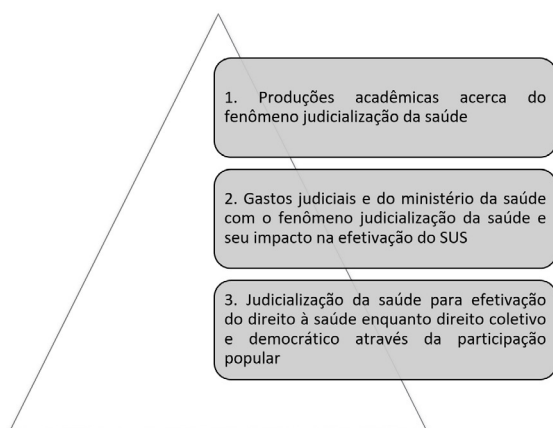 1. Produções acadêmicas acerca do
fenômeno judicialização da saúde
2. Gastos judiciais e do ministério da saúde
com o fenômeno judicialização da saúde e
seu impacto na efetivação do SUS
3. Judicialização da saúde para efetivação
do direito à saúde enquanto direito coletivo
e democrático através da participação
popular